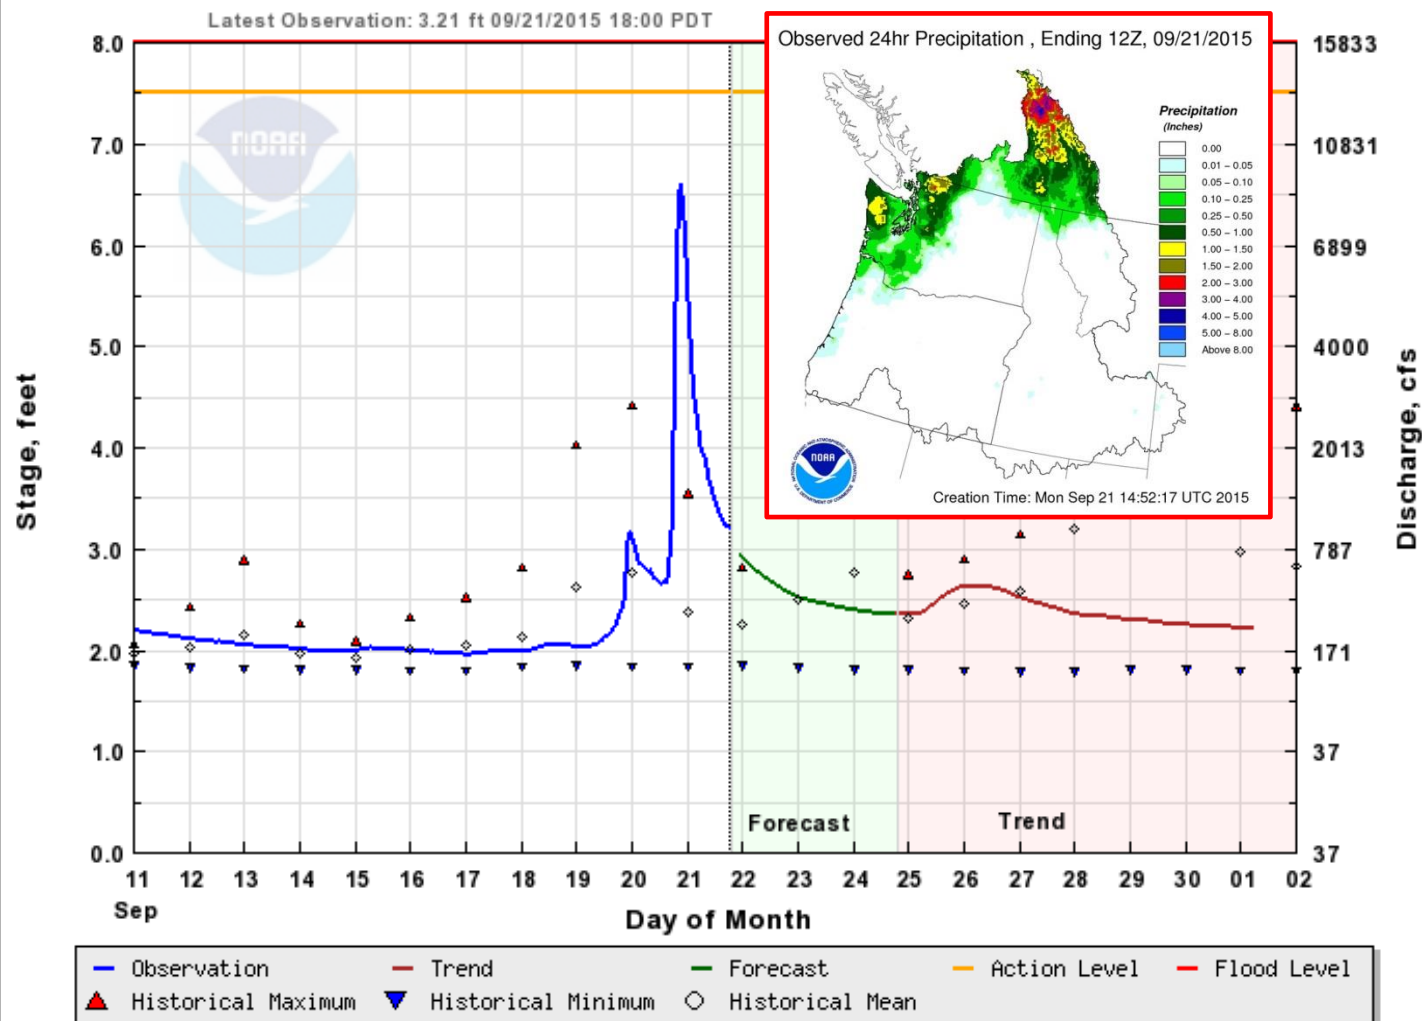 Latest Observation: 3.21 ft 09/21/2015 18:00 PDT
Observed 24hr Precipitation , Ending 12Z, 09/21/2015
Precipitation
(Inches)
0.00
0.01 – 0.05
0.05 – 0.10
0.10 – 0.25
0.25 – 0.50
0.50 – 1.00
1.00 – 1.50
1.50 – 2.00
2.00 – 3.00
3.00 – 4.00
4.00 – 5.00
5.00 – 8.00
Above 8.00
NOAA
Creation Time: Mon Sep 21 14:52:17 UTC 2015
NOAA
Stage, feet
8.0
7.0
6.0
5.0
4.0
3.0
2.0
1.0
0.0
15833
10831
6899
4000
2013
787
171
37
37
Discharge, cfs
Forecast
Trend
11 12 13 14 15 16 17 18 19 20 21 22 23 24 25 26 27 28 29 30 01 02
Sep
Day of Month
Observation Trend Forecast Action Level Flood Level
Historical Maximum Historical Minimum Historical Mean